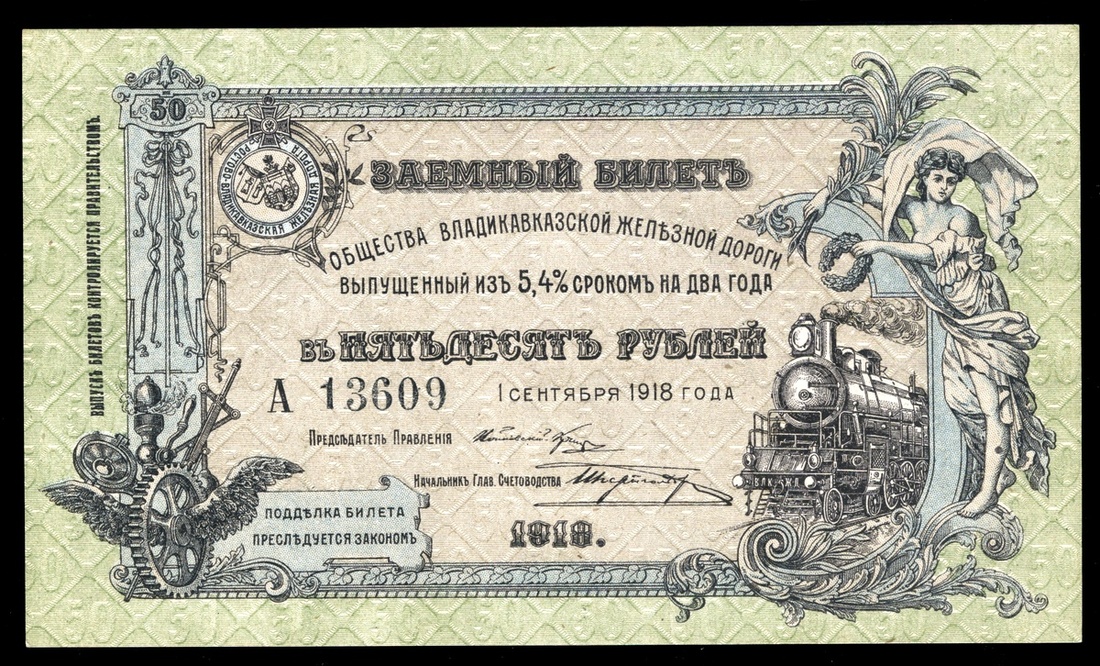 50
РОСТОВО-ВЛАДИКАВКАЗСКАЯ ЖЕЛѢЗНАЯ ДОРОГА
ВЫПУСКЪ БИЛЕТОВЪ КОНТРОЛИРУЕТСЯ ПРАВИТЕЛЬСТВОМЪ.
ЗАЕМНЫЙ БИЛЕТЪ
ОБЩЕСТВА ВЛАДИКАВКАЗСКОЙ ЖЕЛѢЗНОЙ ДОРОГИ
ВЫПУЩЕННЫЙ ИЗЪ 5,4% СРОКОМЪ НА ДВА ГОДА
ВЪ ПЯТЬДЕСЯТЪ РУБЛЕЙ
А 13609
1 СЕНТЯБРЯ 1918 ГОДА
ПРЕДСѢДАТЕЛЬ ПРАВЛЕНІЯ
НАЧАЛЬНИКЪ ГЛАВ. СЧЕТОВОДСТВА
ПОДДѢЛКА БИЛЕТА
ПРЕСЛѢДУЕТСЯ ЗАКОНОМЪ
1918.